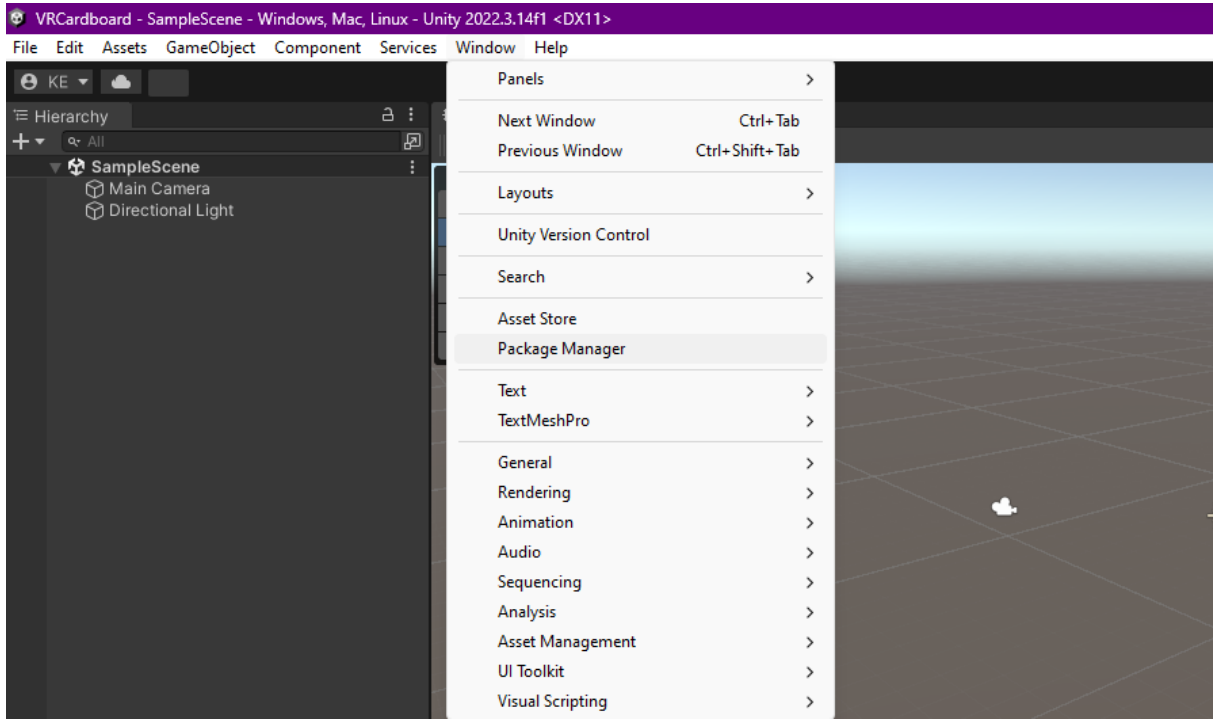 VRCardboard - SampleScene - Windows, Mac, Linux - Unity 2022.3.14f1 <DX11>
File Edit Assets GameObject Component Services Window Help
KE
Hierarchy
All
SampleScene
Main Camera
Directional Light
Panels
Next Window Ctrl+Tab
Previous Window Ctrl+Shift+Tab
Layouts
Unity Version Control
Search
Asset Store
Package Manager
Text
TextMeshPro
General
Rendering
Animation
Audio
Sequencing
Analysis
Asset Management
UI Toolkit
Visual Scripting